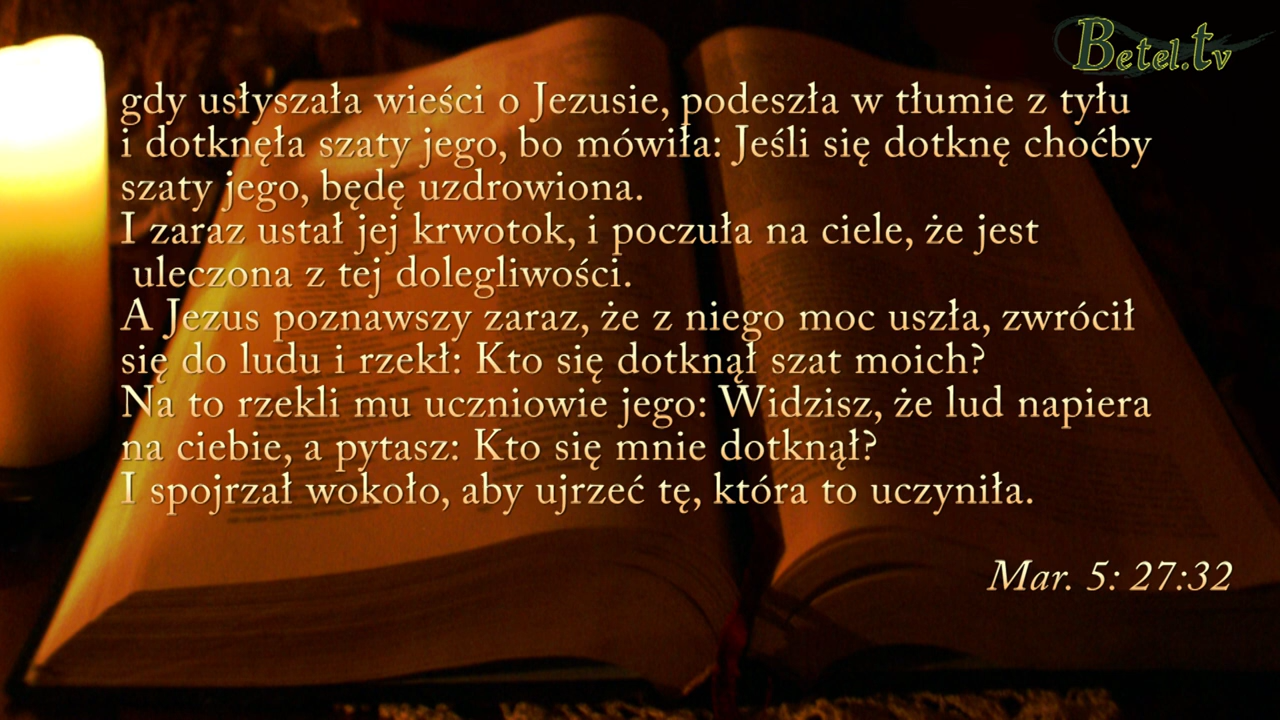 Betel.tv
gdy usłyszała wieści o Jezusie, podeszła w tłumie z tyłu
i dotknęła szaty jego, bo mówiła: Jeśli się dotknę choćby
szaty jego, będę uzdrowiona.
I zaraz ustał jej krwotok, i poczuła na ciele, że jest
uleczona z tej dolegliwości.
A Jezus poznawszy zaraz, że z niego moc uszła, zwrócił
się do ludu i rzekł: Kto się dotknął szat moich?
Na to rzekli mu uczniowie jego: Widzisz, że lud napiera
na ciebie, a pytasz: Kto się mnie dotknął?
I spojrzał wokoło, aby ujrzeć tę, która to uczyniła.
Mar. 5: 27:32